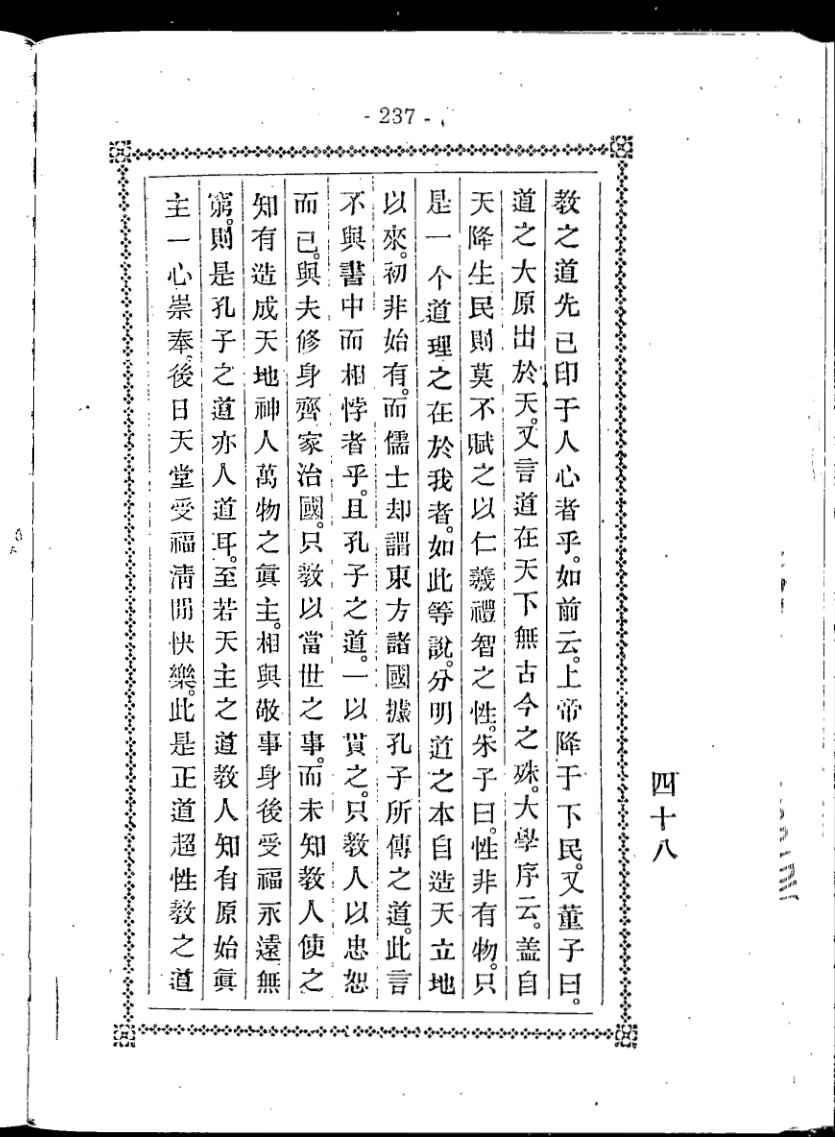 - 237 -
教之道先已印于人心者乎。如前云。上帝降于下民。又董子曰。
道之大原出於天。又言道在天下無古今之殊。大學序云。盖自
天降生民則莫不賦之以仁義禮智之性。朱子曰。性非有物。只
是一个道理之在於我者。如此等說。分明道之本自造天立地
以來。初非始有。而儒士却謂東方諸國據孔子所傳之道。此言
不與書中而相悖者乎。且孔子之道。一以貫之。只教人以忠恕
而已。與夫修身齊家治國。只教以當世之事。而未知教人使之
知有造成天地神人萬物之眞主。相與敬事身後受福永遠無
窮。則是孔子之道亦人道耳。至若天主之道教人知有原始眞
主一心崇奉。後日天堂受福淸閒快樂。此是正道超性教之道
四十八